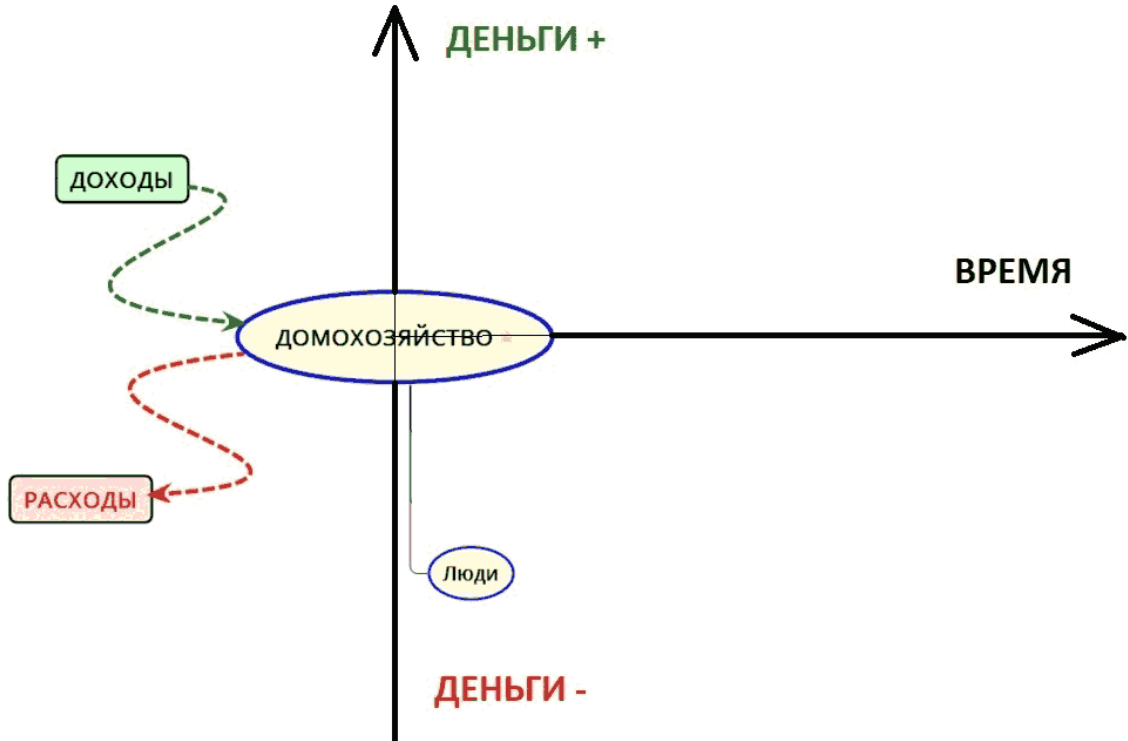 ДЕНЬГИ +
ДОХОДЫ
ВРЕМЯ
ДОМОХОЗЯЙСТВО
РАСХОДЫ
Люди
ДЕНЬГИ -